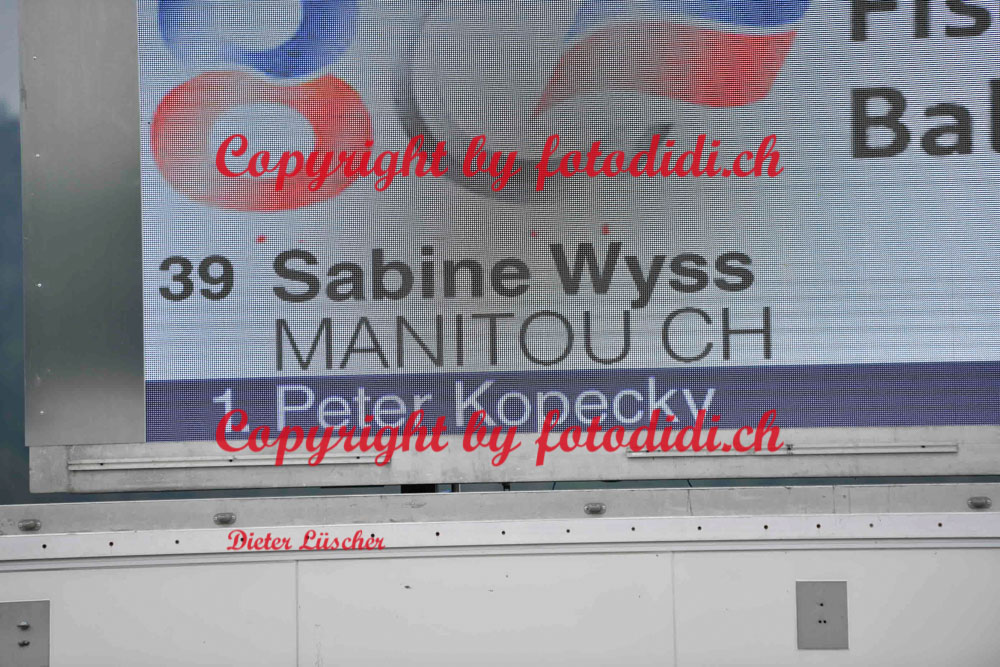 Fis
Bal
Copyright by fotodidi.ch
39 Sabine Wyss
MANITOU CH
1 Peter Kopecky
Copyright by fotodidi.ch
Dieter Lüscher